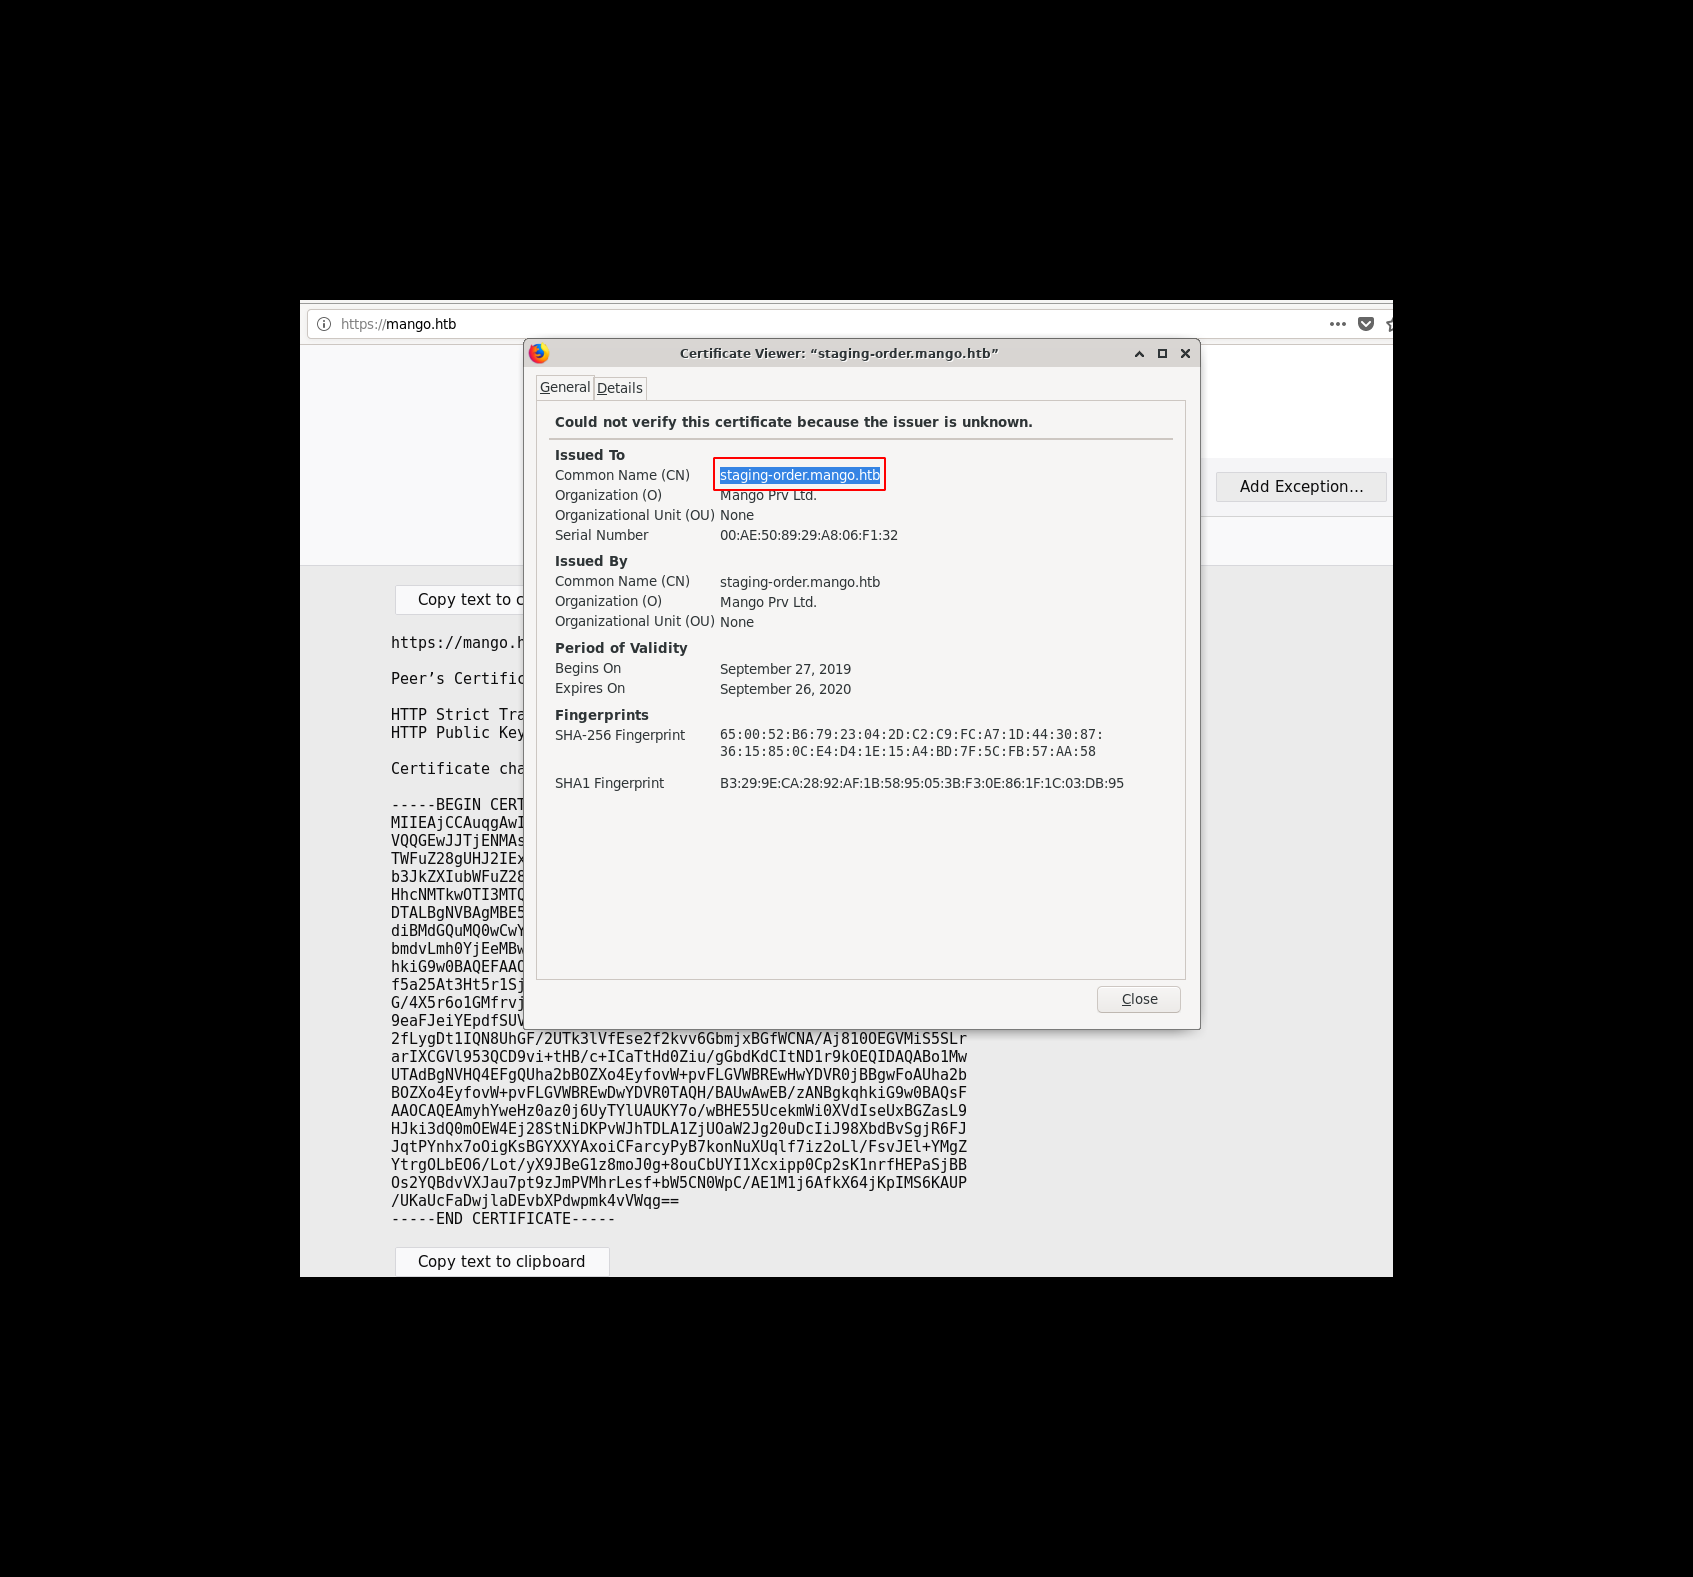 https://mango.htb
Certificate Viewer: “staging-order.mango.htb”
General Details
Could not verify this certificate because the issuer is unknown.
Issued To
Common Name (CN) staging-order.mango.htb
Organization (O) Mango Prv Ltd.
Organizational Unit (OU) None
Serial Number 00:AE:50:89:29:A8:06:F1:32
Issued By
Common Name (CN) staging-order.mango.htb
Organization (O) Mango Prv Ltd.
Organizational Unit (OU) None
Period of Validity
Begins On September 27, 2019
Expires On September 26, 2020
Fingerprints
SHA-256 Fingerprint 65:00:52:B6:79:23:04:2D:C2:C9:FC:A7:1D:44:30:87:
36:15:85:0C:E4:D4:1E:15:A4:BD:7F:5C:FB:57:AA:58
SHA1 Fingerprint B3:29:9E:CA:28:92:AF:1B:58:95:05:3B:F3:0E:86:1F:1C:03:DB:95
Close
Add Exception…
Copy text to c
https://mango.h
Peer’s Certific
HTTP Strict Tra
HTTP Public Key
Certificate cha
-----BEGIN CERT
MIIEAjCCAuqgAwI
VQQGEwJJTjENMAs
TWFuZ28gUHJ2IEx
b3JkZXIubWFuZ28
HhcNMTkwOTI3MTQ
DTALBgNVBAgMBE5
diBMdGQuMQ0wCwY
bmdvLmh0YjEeMBw
hkiG9w0BAQEFAAO
f5a25At3Ht5r1Sj
G/4X5r6o1GMfrvj
9eaFJeiYEpdfSUV
2fLygDt1IQN8UhGF/2UTk3lVfEse2f2kvv6GbmjxBGfWCNA/Aj810OEGVMiS5SLr
arIXCGVl953QCD9vi+tHB/c+ICaTtHd0Ziu/gGbdKdCItND1r9kOEQIDAQABo1Mw
UTAdBgNVHQ4EFgQUha2bBOZXo4EyfovW+pvFLGVWBREwHwYDVR0jBBgwFoAUha2b
BOZXo4EyfovW+pvFLGVWBREwDwYDVR0TAQH/BAUwAwEB/zANBgkqhkiG9w0BAQsF
AAOCAQEAmyhYweHz0az0j6UyTYlUAUKY7o/wBHE55UcekmWi0XVdIseUxBGZasL9
HJki3dQ0mOEW4Ej28StNiDKPvWJhTDLA1ZjUOaW2Jg20uDcIiJ98XbdBvSgjR6FJ
JqtPYnhx7oOigKsBGYXXYAxoiCFarcyPyB7konNuXUqlf7iz2oLl/FsvJEl+YMgZ
YtrgOLbEO6/Lot/yX9JBeG1z8moJ0g+8ouCbUYI1Xcxipp0Cp2sK1nrfHEPaSjBB
Os2YQBdvVXJau7pt9zJmPVMhrLesf+bW5CN0WpC/AE1M1j6AfkX64jKpIMS6KAUP
/UKaUcFaDwjlaDEvbXPdwpmk4vVWqg==
-----END CERTIFICATE-----
Copy text to clipboard